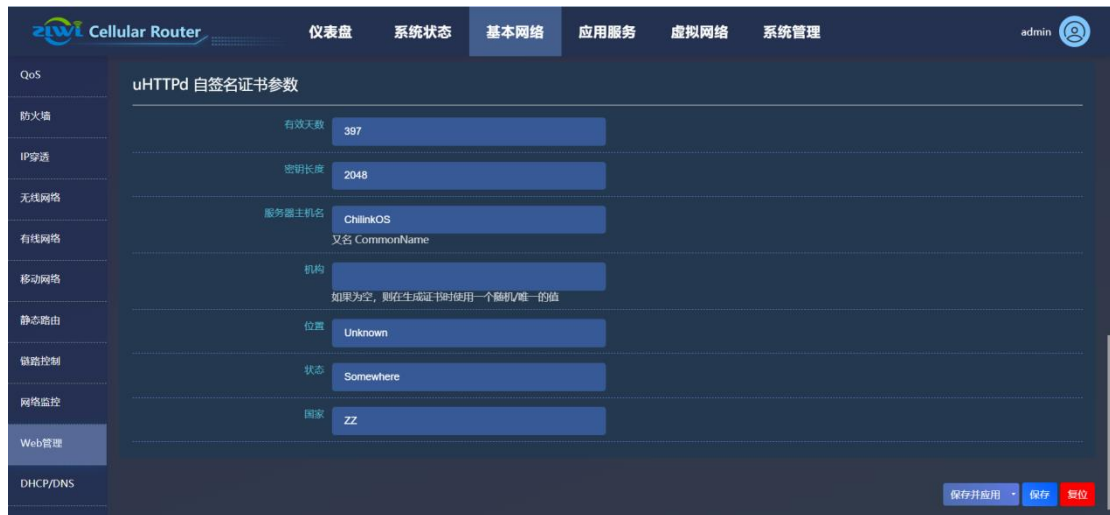 ziwi Cellular Router
仪表盘 系统状态 基本网络 应用服务 虚拟网络 系统管理
admin
QoS
防火墙
IP穿透
无线网络
有线网络
移动网络
静态路由
链路控制
网络监控
Web管理
DHCP/DNS
uHTTPd 自签名证书参数
有效天数 397
密钥长度 2048
服务器主机名 ChilinkOS
又名 CommonName
机构
如果为空，则在生成证书时使用一个随机/唯一的值
位置 Unknown
状态 Somewhere
国家 ZZ
保存并应用 保存 复位